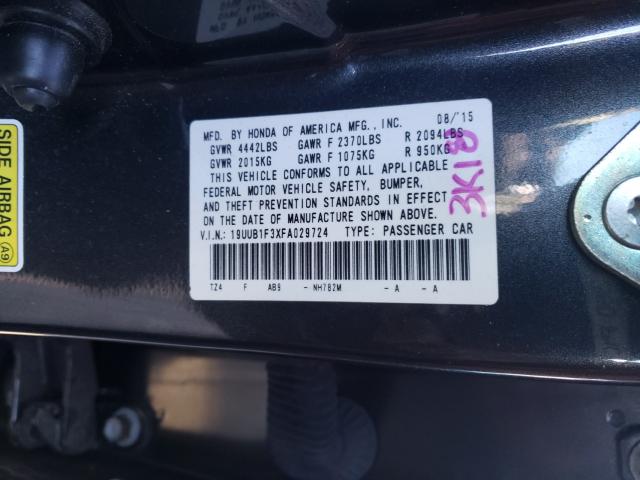 MFD. BY HONDA OF AMERICA MFG., INC. 08/'15
GVWR 4442LBS GAWR F 2370LBS R 2094LBS
GVWR 2015KG GAWR F 1075KG R 950KG
THIS VEHICLE CONFORMS TO ALL APPLICABLE
FEDERAL MOTOR VEHICLE SAFETY, BUMPER,
AND THEFT PREVENTION STANDARDS IN EFFECT
ON THE DATE OF MANUFACTURE SHOWN ABOVE.
V.I.N.: 19UUB1F3XFA029724 TYPE: PASSENGER CAR
TZ4 F AB9 - NH782M - A - A
3K18
SIDE AIRBAG A9